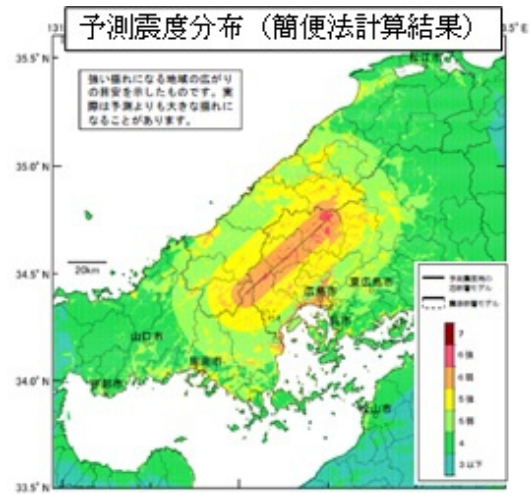 予測震度分布（簡便法計算結果）
35.5°
強い揺れになる地域の広がり
の目安を示したものです。実
際は予測よりも大きな揺れに
なることがあります。
松江市
35.0°
20km
34.5°
広島市
東広島市
呉市
山口市
周南市
宇部市
34.0°
松山市
33.5°
7
6強
6弱
5強
5弱
4
3以下